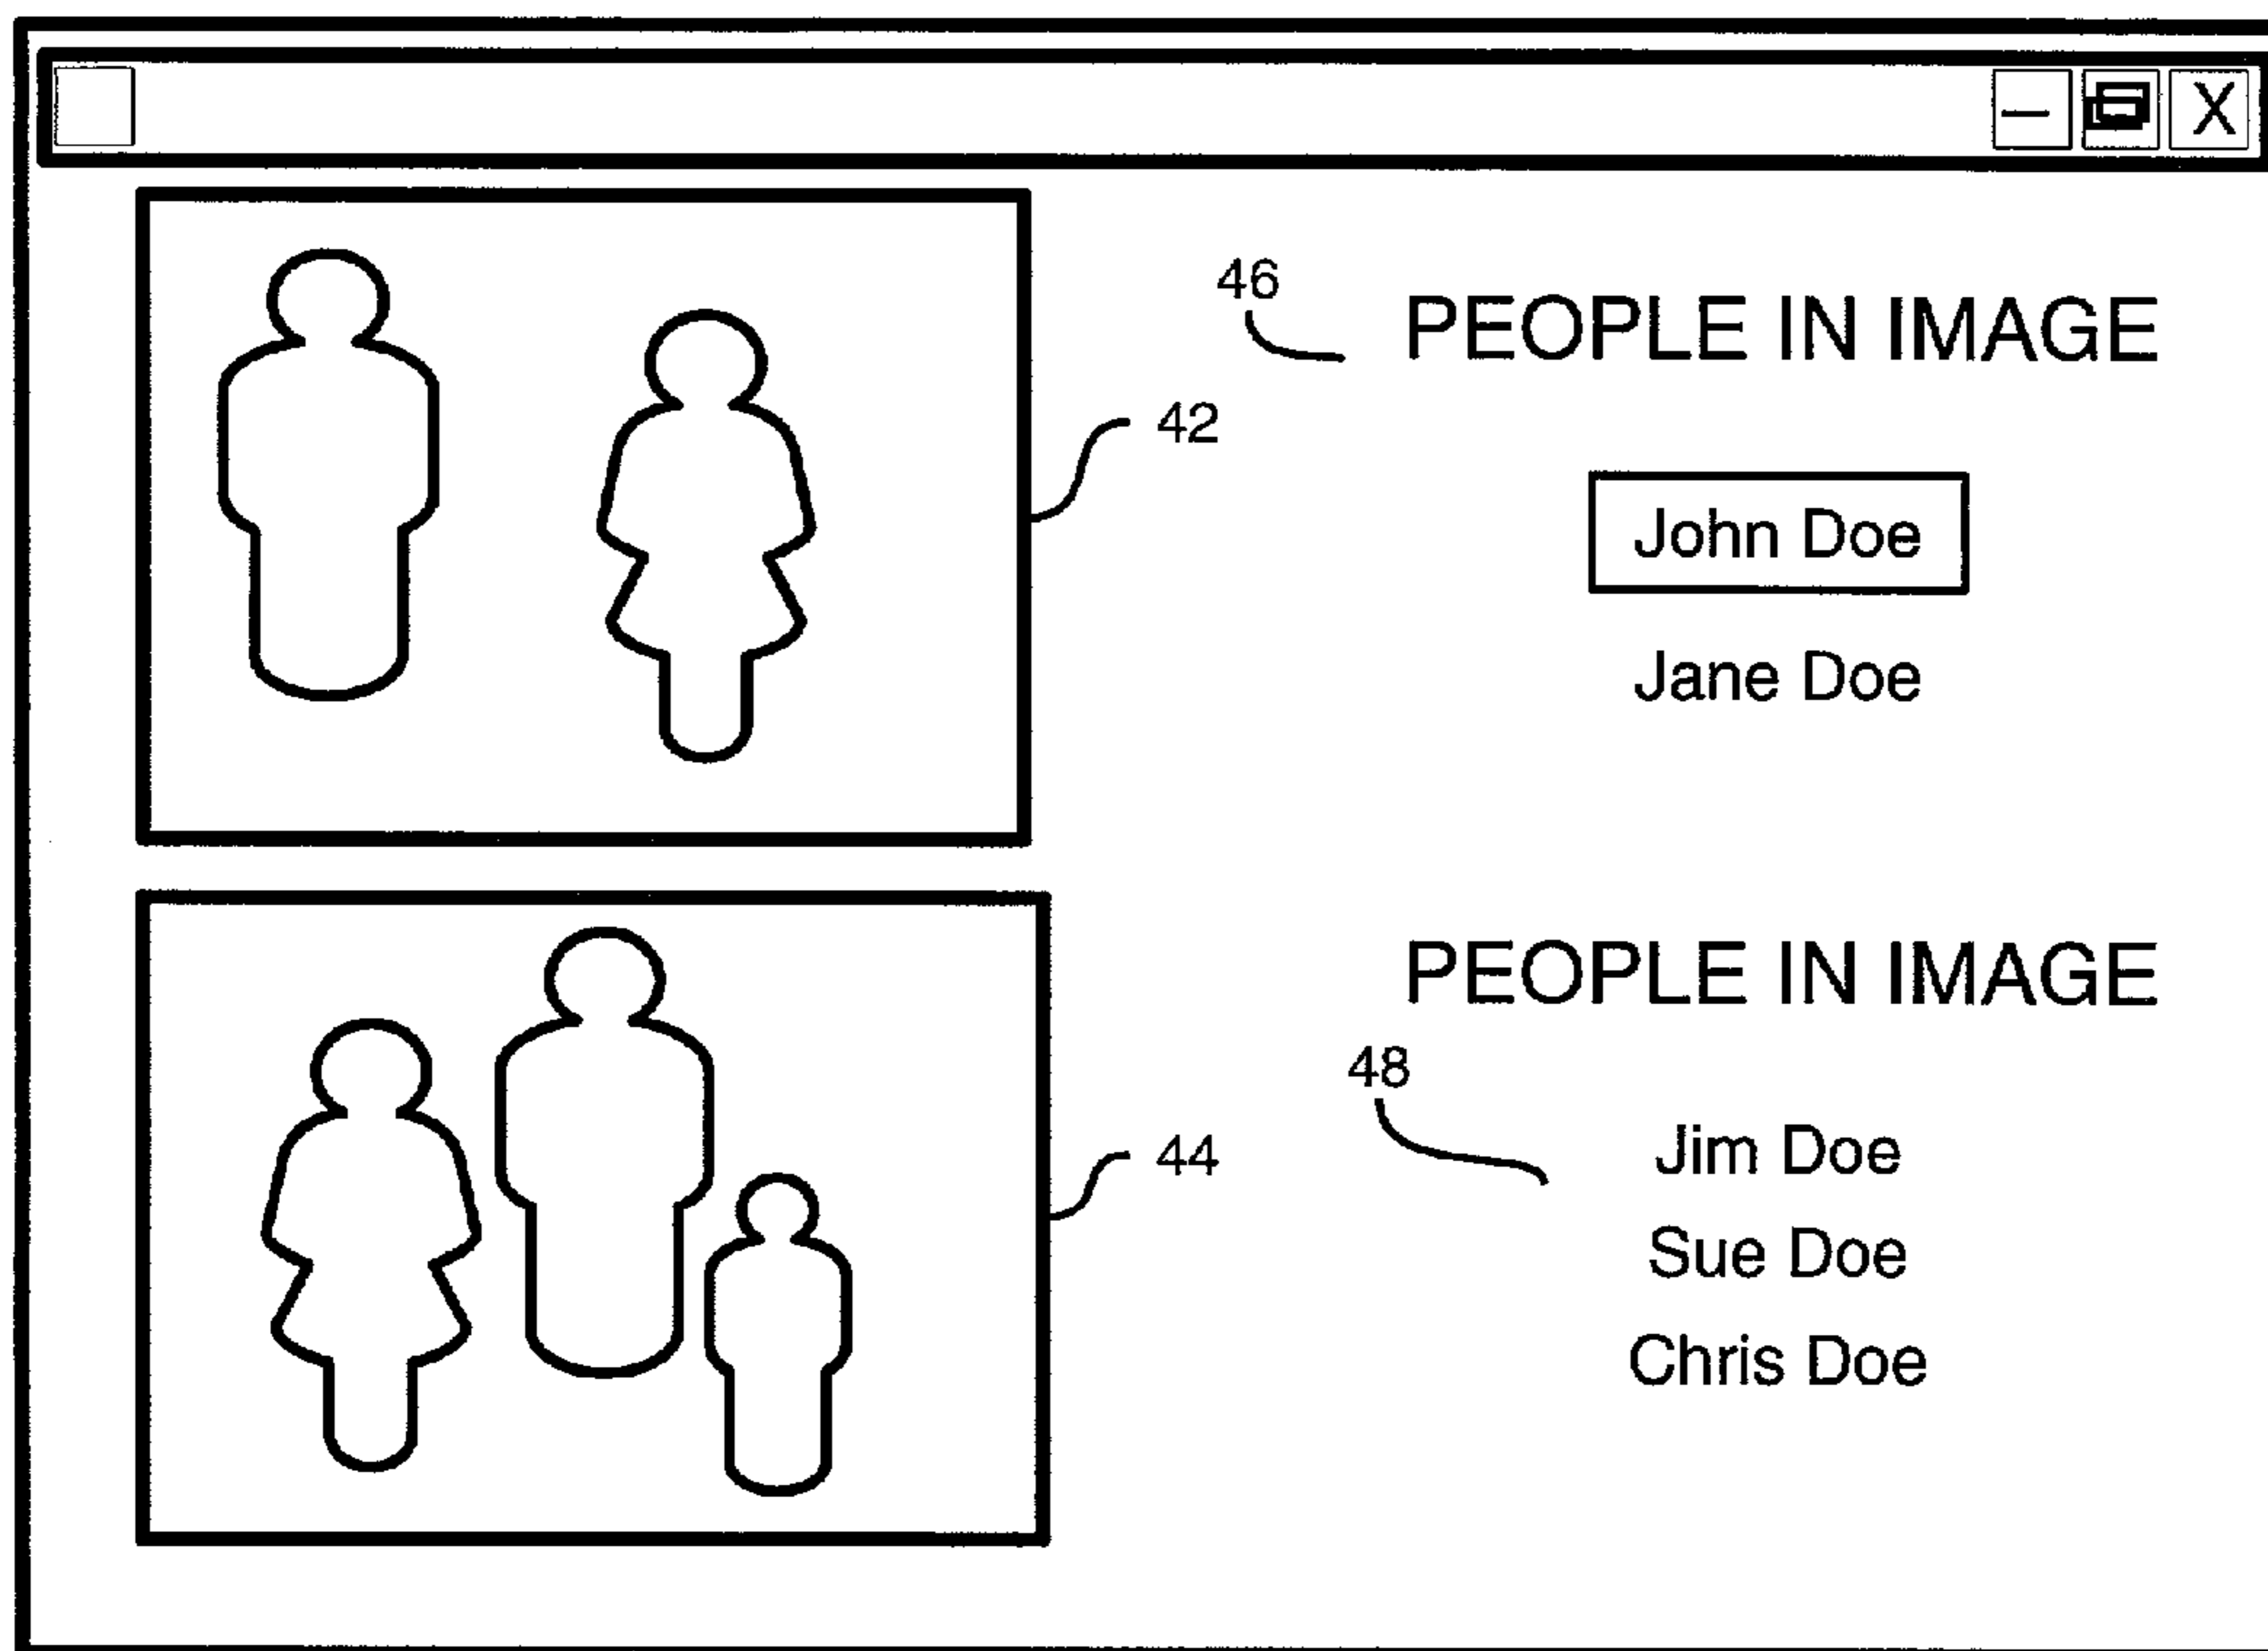 X
46
PEOPLE IN IMAGE
42
John Doe
Jane Doe
PEOPLE IN IMAGE
48
44
Jim Doe
Sue Doe
Chris Doe